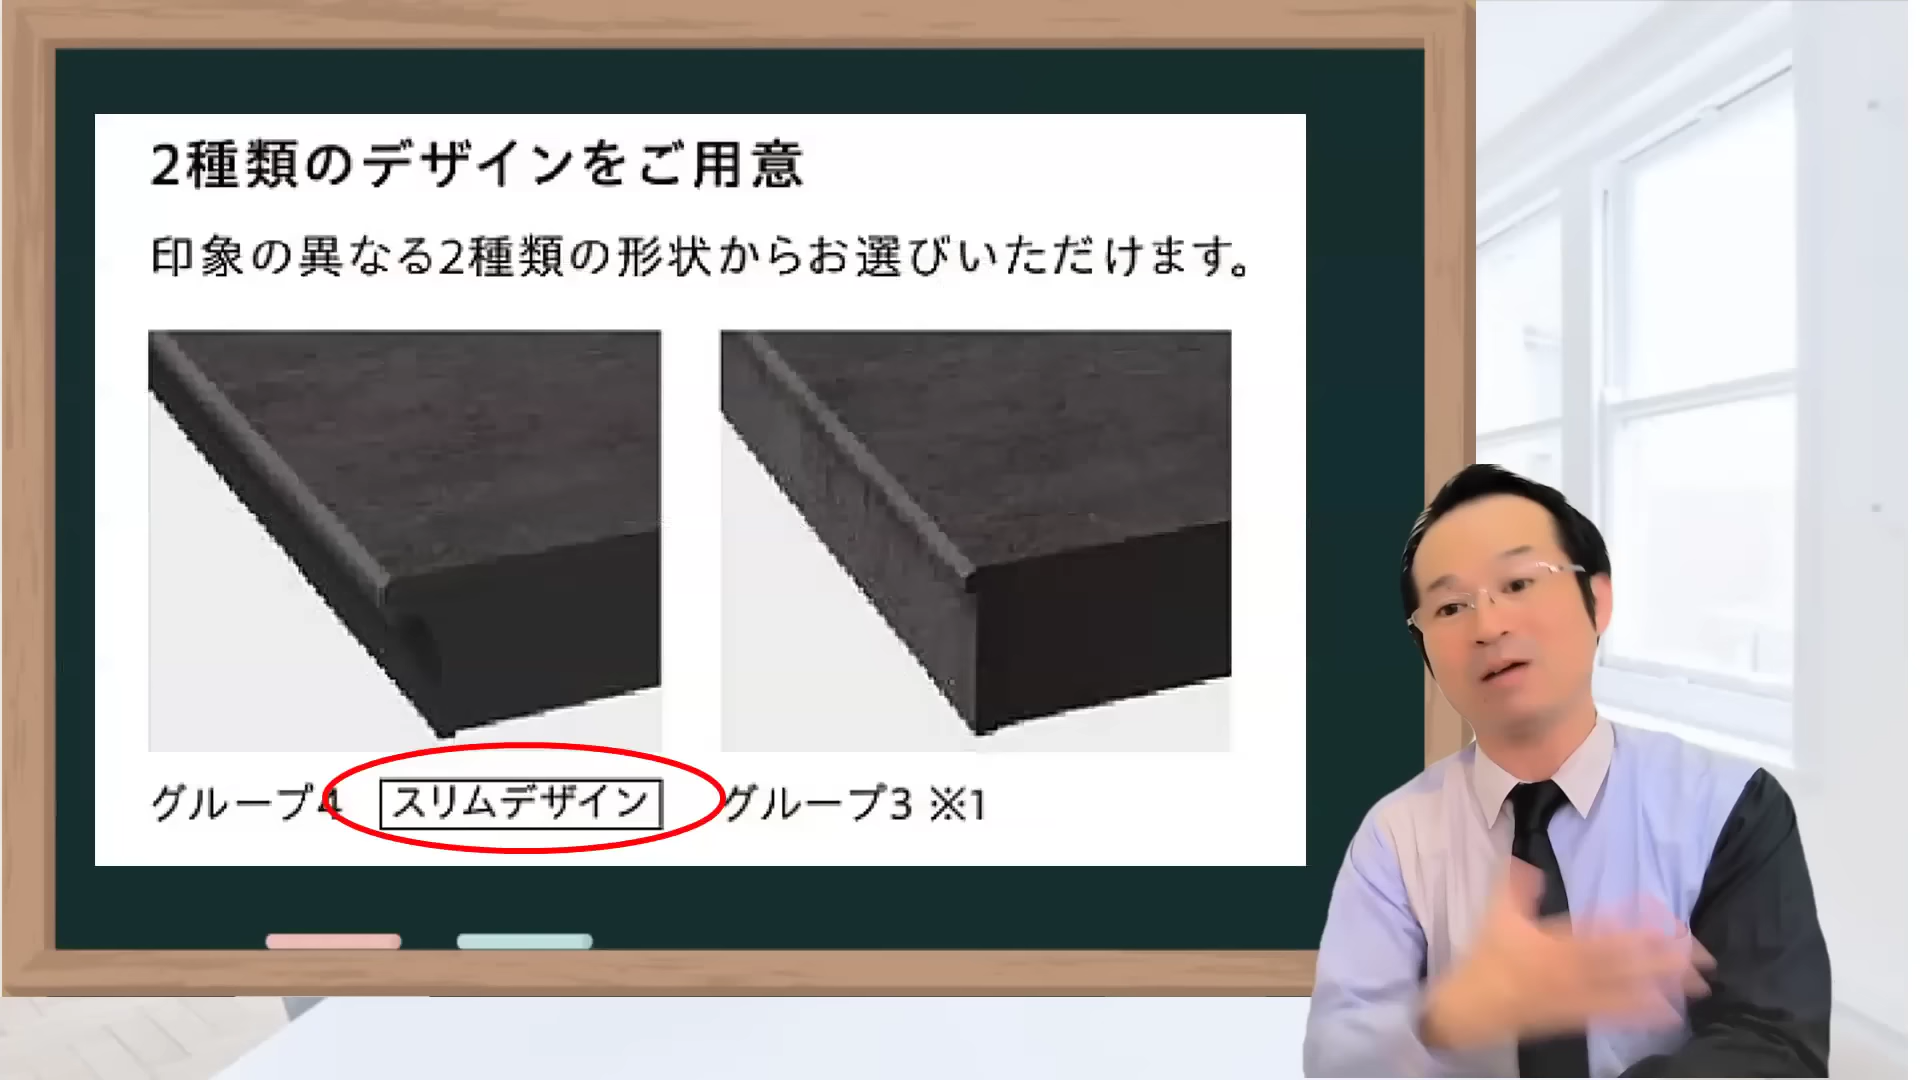 2種類のデザインをご用意
印象の異なる2種類の形状からお選びいただけます。
グループ4 スリムデザイン
グループ3 ※1